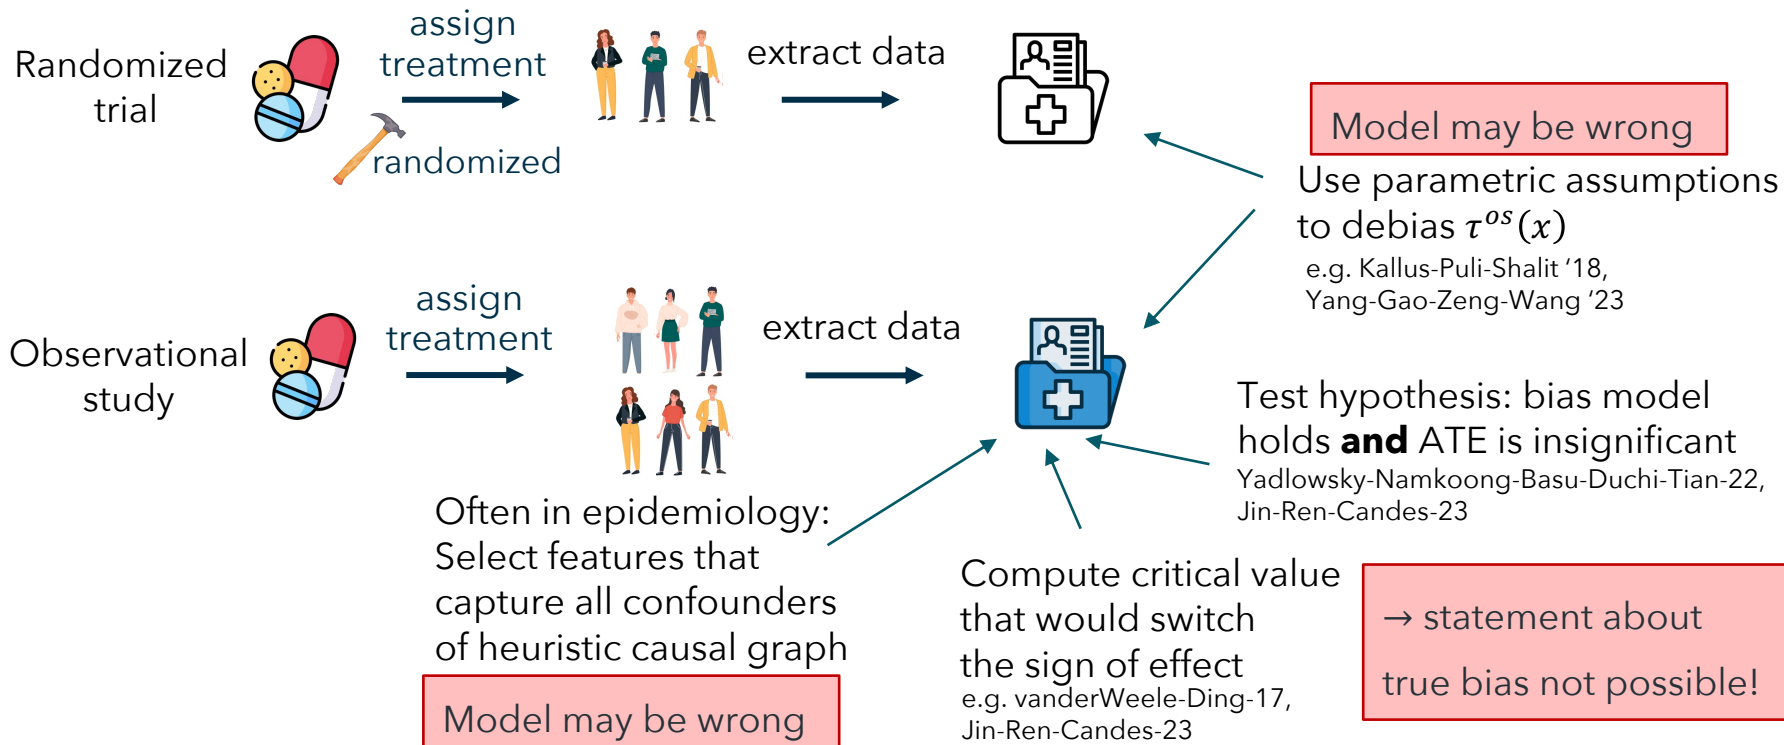 Randomized
trial
assign
treatment
randomized
extract data
Model may be wrong
Use parametric assumptions
to debias τᵒˢ(x)
e.g. Kallus-Puli-Shalit ‘18,
Yang-Gao-Zeng-Wang ‘23
Observational
study
assign
treatment
extract data
Test hypothesis: bias model
holds and ATE is insignificant
Yadlowsky-Namkoong-Basu-Duchi-Tian-22,
Jin-Ren-Candes-23
Often in epidemiology:
Select features that
capture all confounders
of heuristic causal graph
Model may be wrong
Compute critical value
that would switch
the sign of effect
e.g. vanderWeele-Ding-17,
Jin-Ren-Candes-23
→ statement about
true bias not possible!